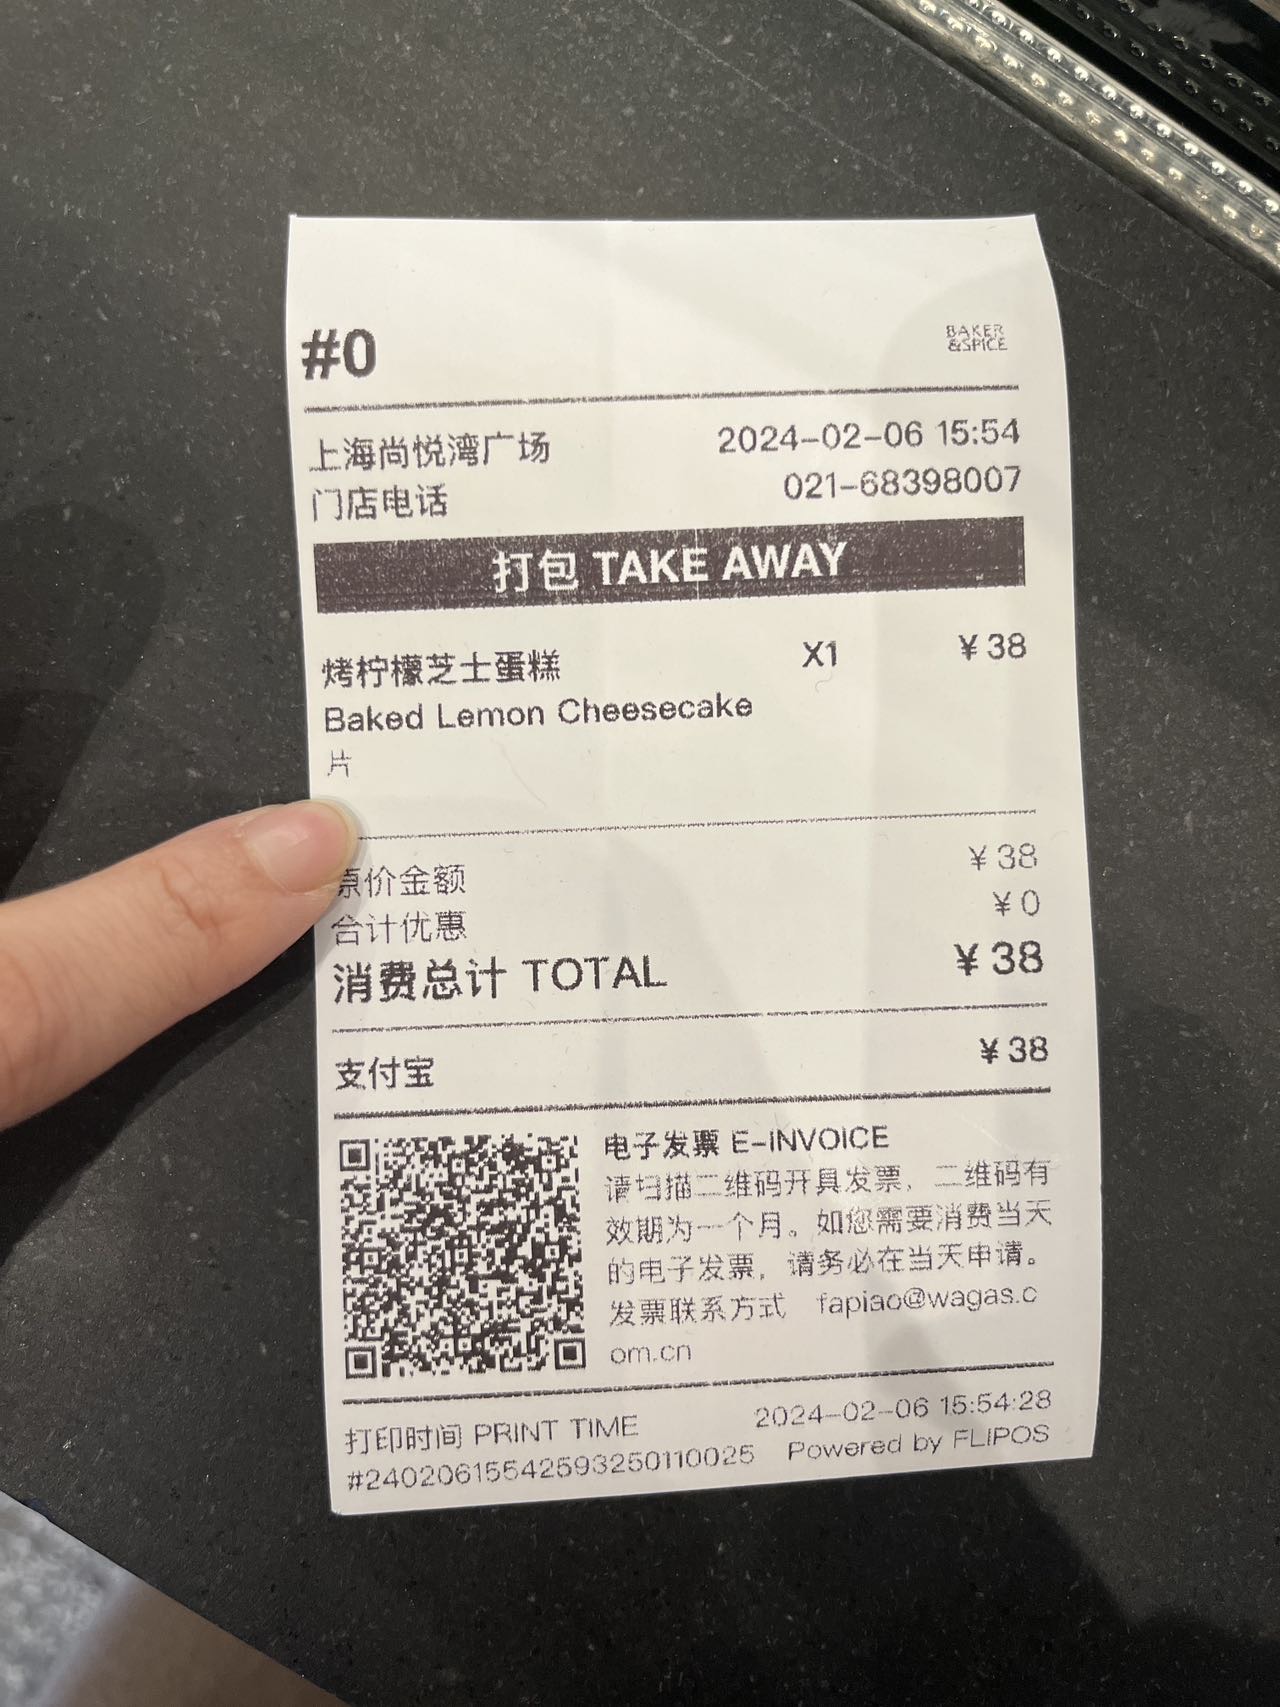 #0
BAKER
&SPICE
上海尚悦湾广场 2024-02-06 15:54
门店电话 021-68398007
打包 TAKE AWAY
烤柠檬芝士蛋糕 X1 ¥38
Baked Lemon Cheesecake
片
原价金额 ¥38
合计优惠 ¥0
消费总计 TOTAL ¥38
支付宝 ¥38
电子发票 E-INVOICE
请扫描二维码开具发票，二维码有
效期为一个月。如您需要消费当天
的电子发票，请务必在当天申请。
发票联系方式 fapiao@wagas.c
om.cn
打印时间 PRINT TIME 2024-02-06 15:54:28
#24020615542593250110025 Powered by FLIPOS